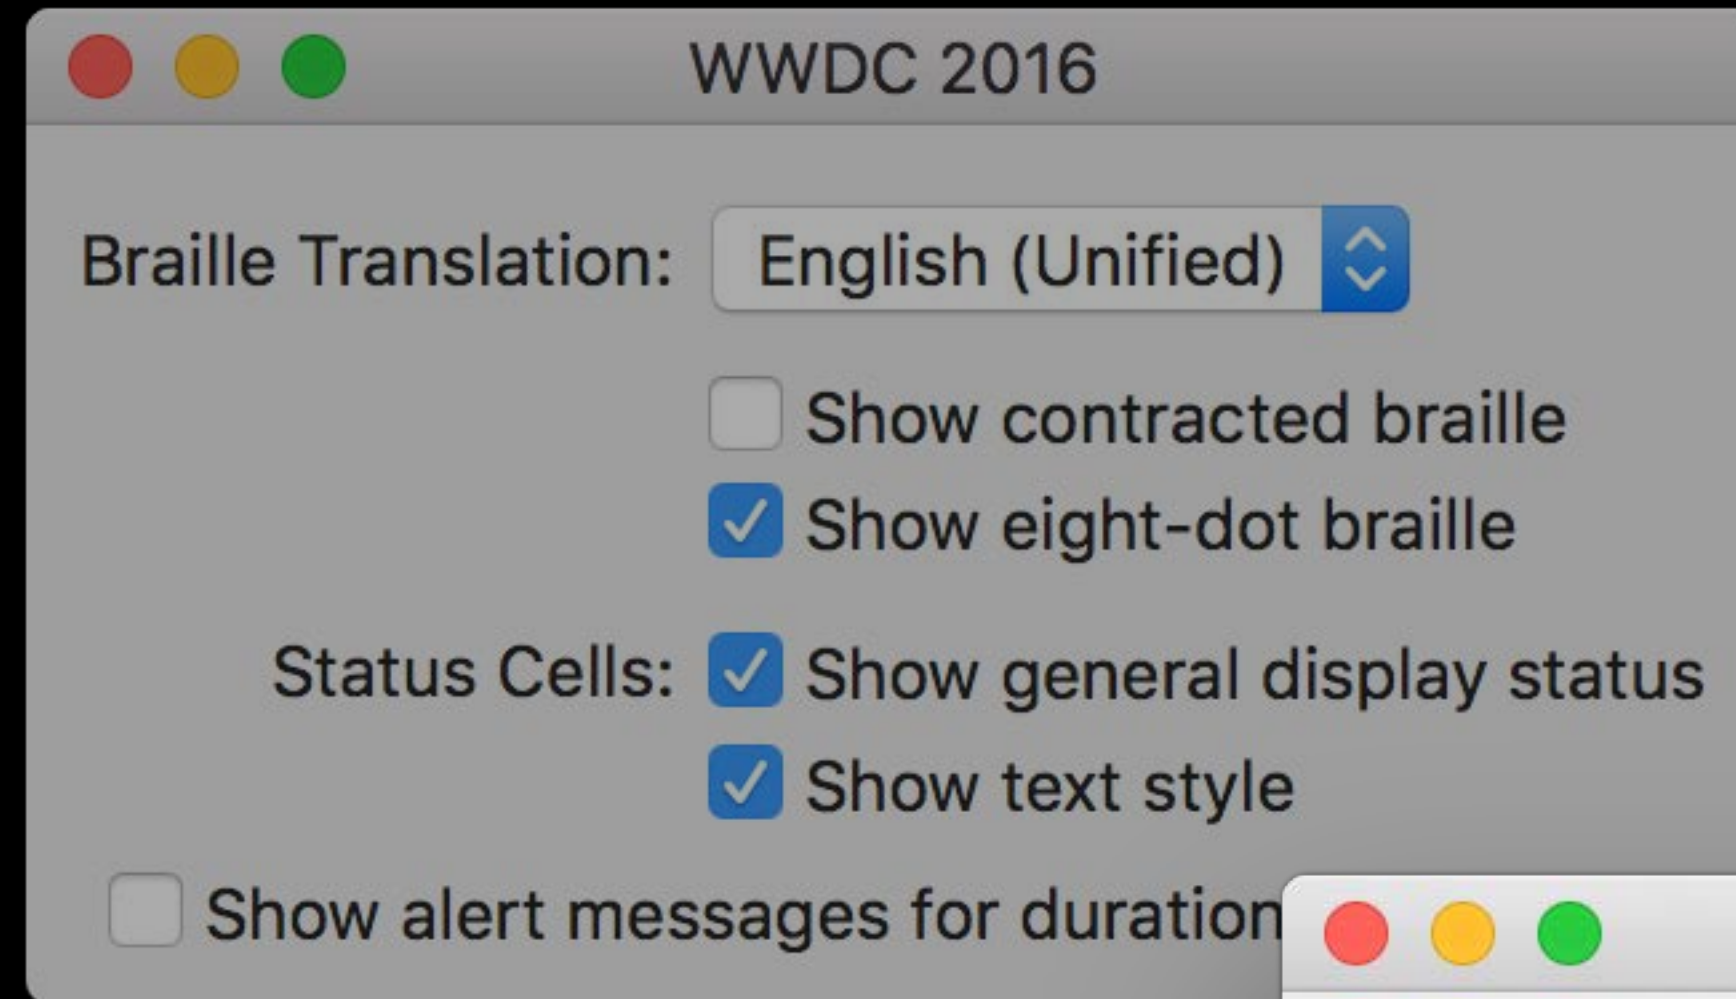 WWDC 2016
Braille Translation: English (Unified)
Show contracted braille
Show eight-dot braille
Status Cells: Show general display status
Show text style
Show alert messages for duration